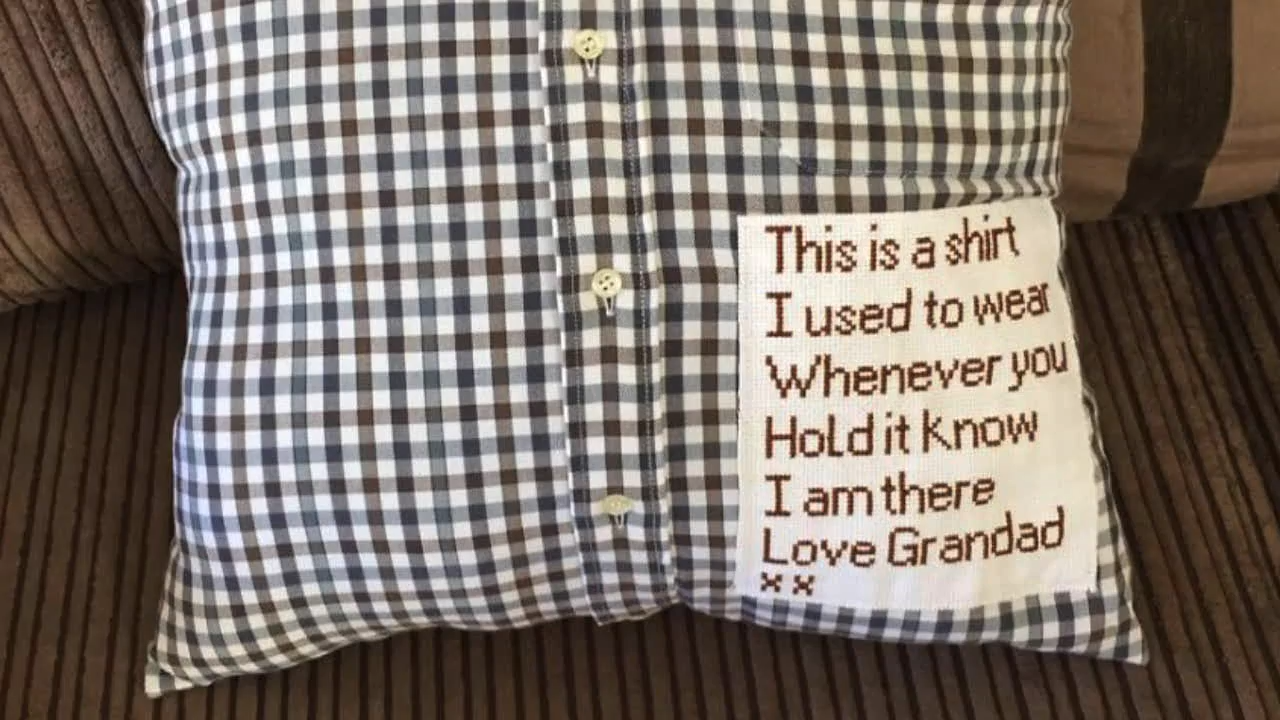 This is a shirt
I used to wear
Whenever you
Hold it know
I am there
Love Grandad
xx